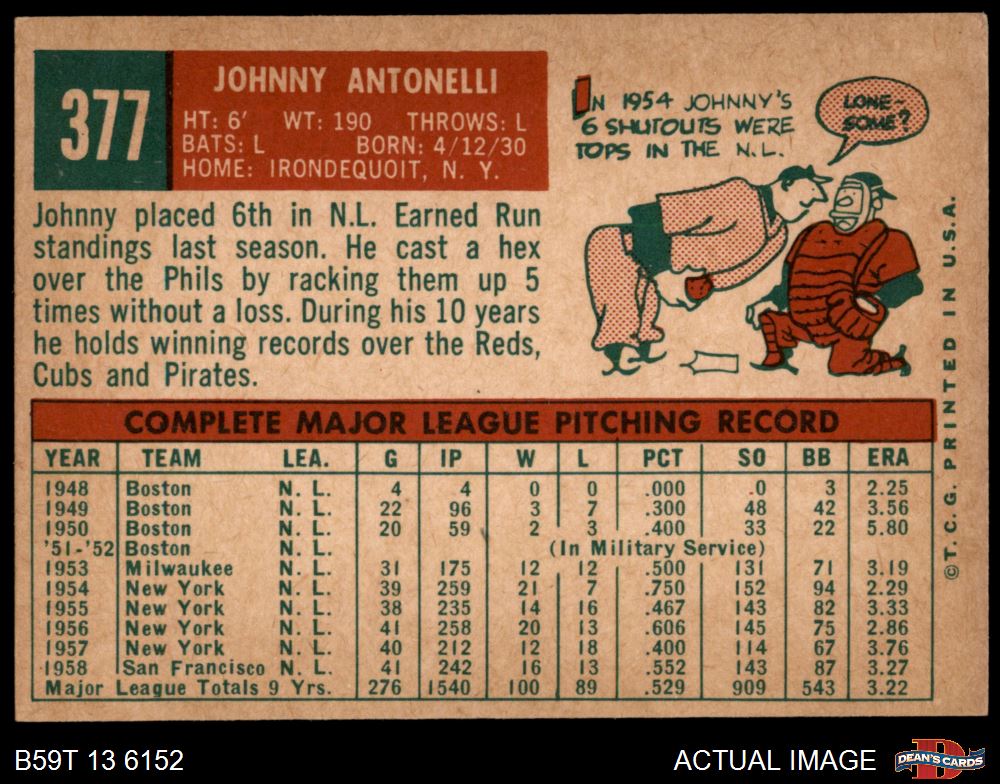 377
JOHNNY ANTONELLI
HT: 6' WT: 190 THROWS: L
BATS: L BORN: 4/12/30
HOME: IRONDEQUOIT, N. Y.
Johnny placed 6th in N.L. Earned Run
standings last season. He cast a hex
over the Phils by racking them up 5
times without a loss. During his 10 years
he holds winning records over the Reds,
Cubs and Pirates.
IN 1954 JOHNNY'S
6 SHUTOUTS WERE
TOPS IN THE N.L.
LONE-
SOME?
COMPLETE MAJOR LEAGUE PITCHING RECORD
YEAR TEAM LEA. G IP W L PCT SO BB ERA
1948 Boston N. L. 4 4 0 0 .000 0 3 2.25
1949 Boston N. L. 22 96 3 7 .300 48 42 3.56
1950 Boston N. L. 20 59 2 3 .400 33 22 5.80
'51-'52 Boston N. L. (In Military Service)
1953 Milwaukee N. L. 31 175 12 12 .500 131 71 3.19
1954 New York N. L. 39 259 21 7 .750 152 94 2.29
1955 New York N. L. 38 235 14 16 .467 143 82 3.33
1956 New York N. L. 41 258 20 13 .606 145 75 2.86
1957 New York N. L. 40 212 12 18 .400 114 67 3.76
1958 San Francisco N. L. 41 242 16 13 .552 143 87 3.27
Major League Totals 9 Yrs. 276 1540 100 89 .529 909 543 3.22
©T.C.G. PRINTED IN U.S.A.
B59T 13 6152
ACTUAL IMAGE
D
DEAN'S CARDS